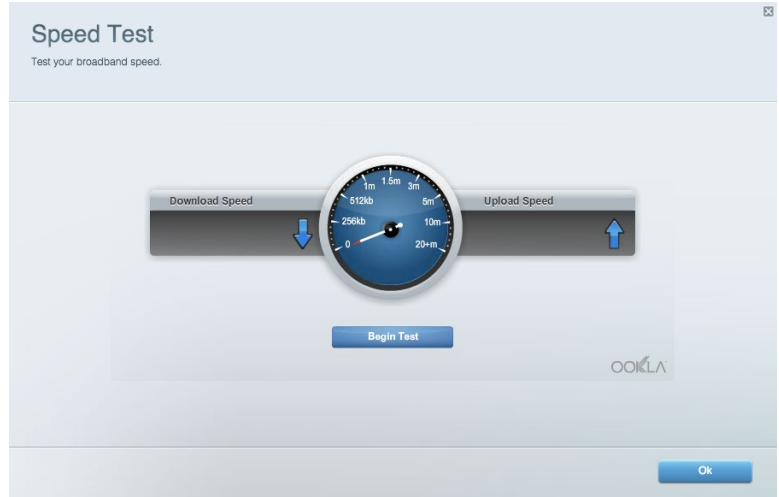 Speed Test
Test your broadband speed.
Download Speed
Upload Speed
0
256kb
512kb
1m
1.5m
3m
5m
10m
20+m
Begin Test
OOKLA
Ok